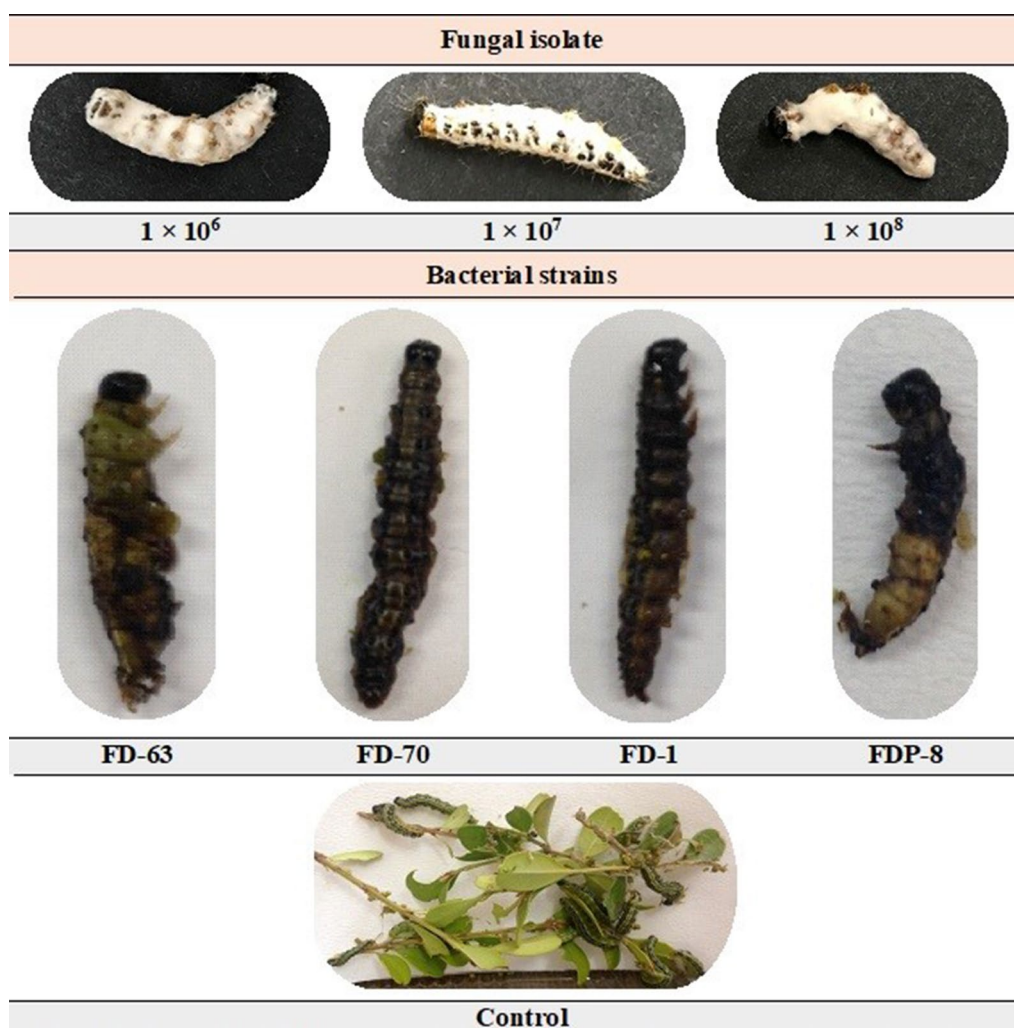 Fungal isolate
1 × 10⁶ 1 × 10⁷ 1 × 10⁸
Bacterial strains
FD-63 FD-70 FD-1 FDP-8
Control